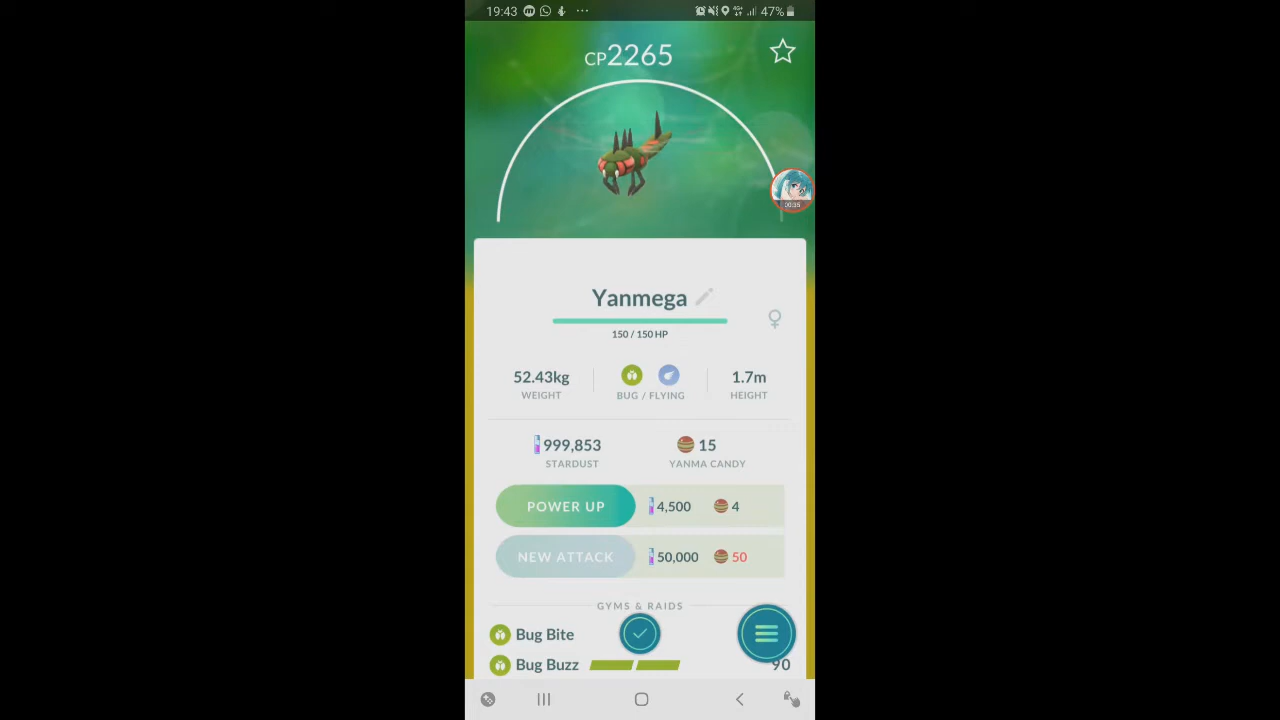 19:43 47%
CP2265
00:35
Yanmega
150 / 150 HP
52.43kg 1.7m
WEIGHT BUG / FLYING HEIGHT
999,853 15
STARDUST YANMA CANDY
POWER UP 4,500 4
NEW ATTACK 50,000 50
GYMS & RAIDS
Bug Bite
Bug Buzz 90